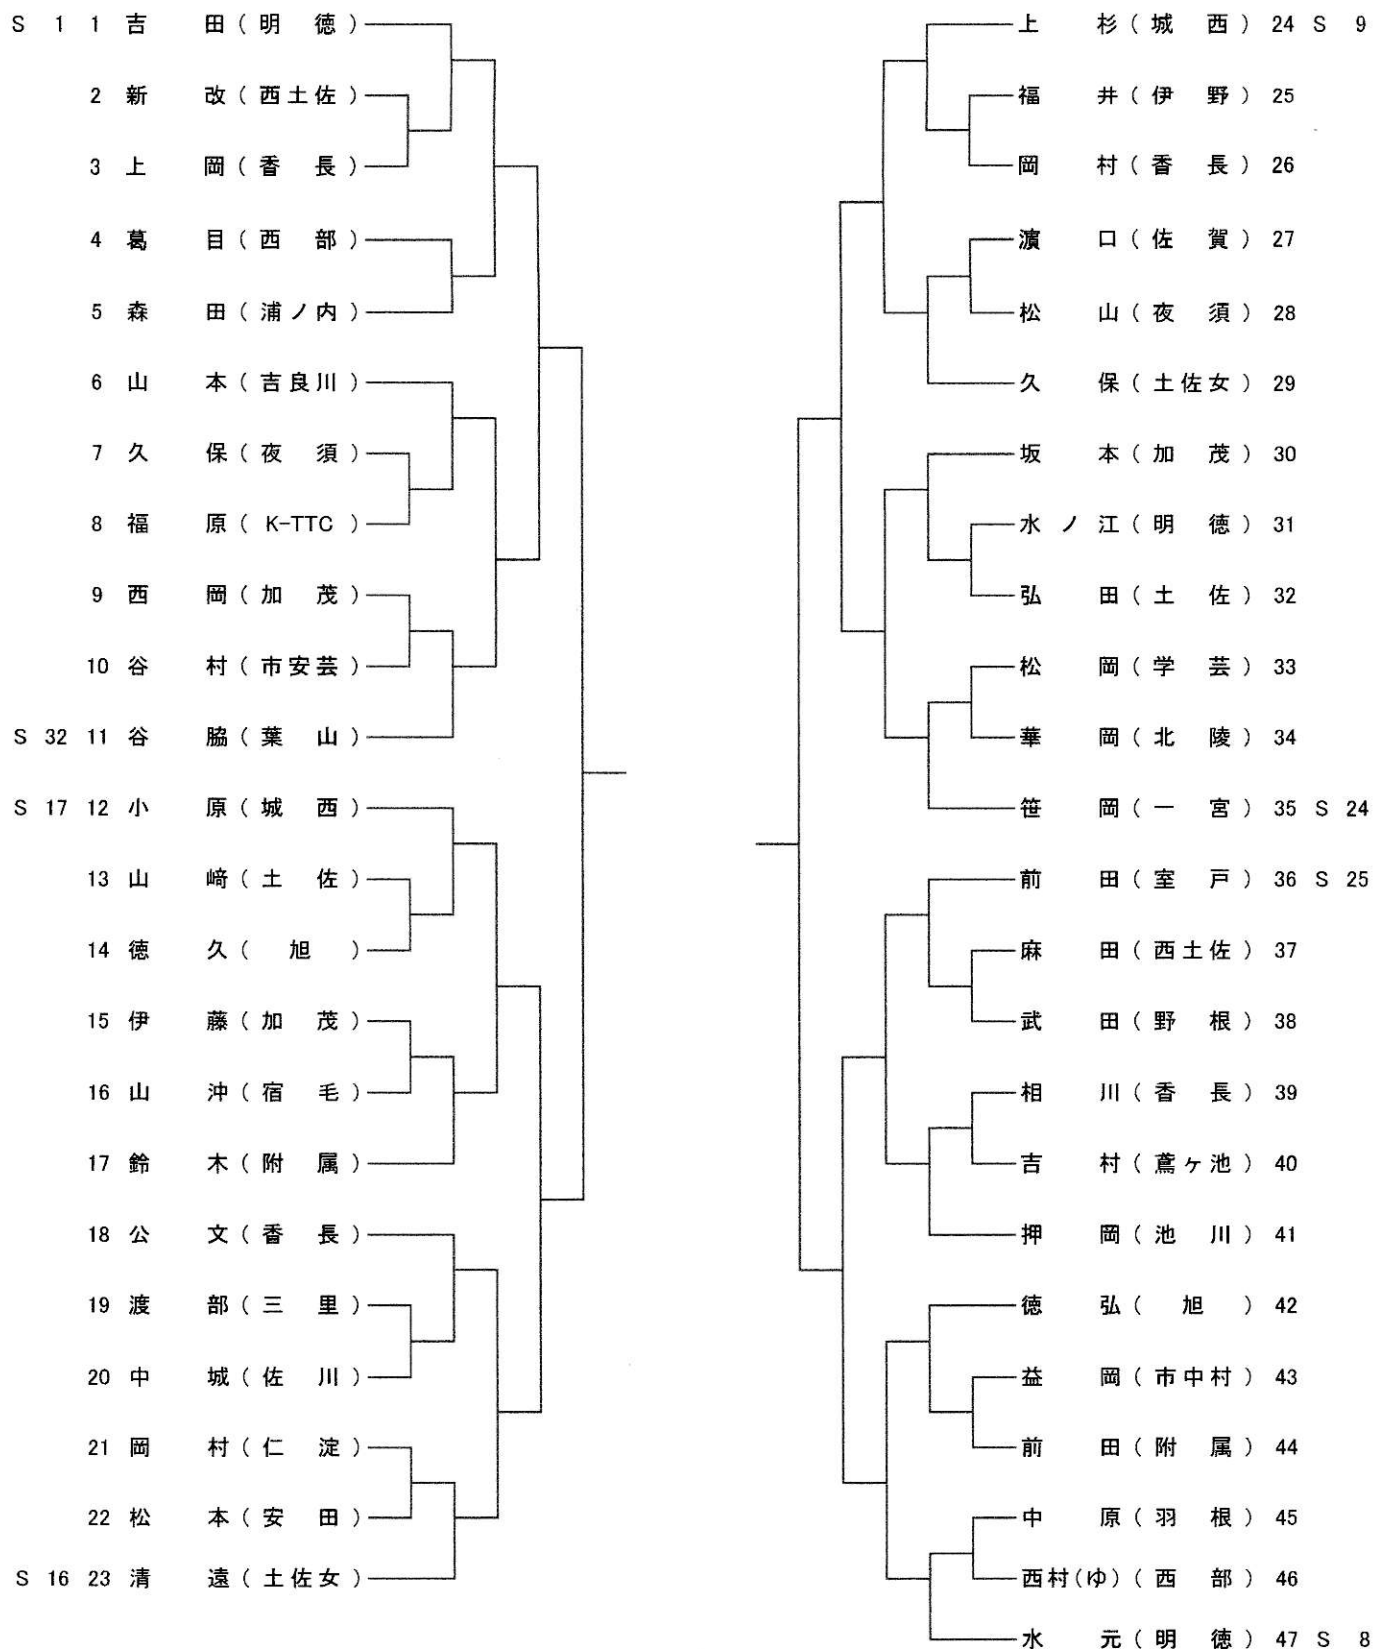 S 1 1 吉 田 ( 明 徳 )
2 新 改 ( 西土佐 )
3 上 岡 ( 香 長 )
4 葛 目 ( 西 部 )
5 森 田 ( 浦ノ内 )
6 山 本 ( 吉良川 )
7 久 保 ( 夜 須 )
8 福 原 ( K-TTC )
9 西 岡 ( 加 茂 )
10 谷 村 ( 市安芸 )
S 32 11 谷 脇 ( 葉 山 )
S 17 12 小 原 ( 城 西 )
13 山 﨑 ( 土 佐 )
14 徳 久 ( 旭 )
15 伊 藤 ( 加 茂 )
16 山 沖 ( 宿 毛 )
17 鈴 木 ( 附 属 )
18 公 文 ( 香 長 )
19 渡 部 ( 三 里 )
20 中 城 ( 佐 川 )
21 岡 村 ( 仁 淀 )
22 松 本 ( 安 田 )
S 16 23 清 遠 ( 土佐女 )
上 杉 ( 城 西 ) 24 S 9
福 井 ( 伊 野 ) 25
岡 村 ( 香 長 ) 26
濵 口 ( 佐 賀 ) 27
松 山 ( 夜 須 ) 28
久 保 ( 土佐女 ) 29
坂 本 ( 加 茂 ) 30
水 ノ 江 ( 明 徳 ) 31
弘 田 ( 土 佐 ) 32
松 岡 ( 学 芸 ) 33
華 岡 ( 北 陵 ) 34
笹 岡 ( 一 宮 ) 35 S 24
前 田 ( 室 戸 ) 36 S 25
麻 田 ( 西土佐 ) 37
武 田 ( 野 根 ) 38
相 川 ( 香 長 ) 39
吉 村 ( 鳶ヶ池 ) 40
押 岡 ( 池 川 ) 41
徳 弘 ( 旭 ) 42
益 岡 ( 市中村 ) 43
前 田 ( 附 属 ) 44
中 原 ( 羽 根 ) 45
西村(ゆ) ( 西 部 ) 46
水 元 ( 明 徳 ) 47 S 8